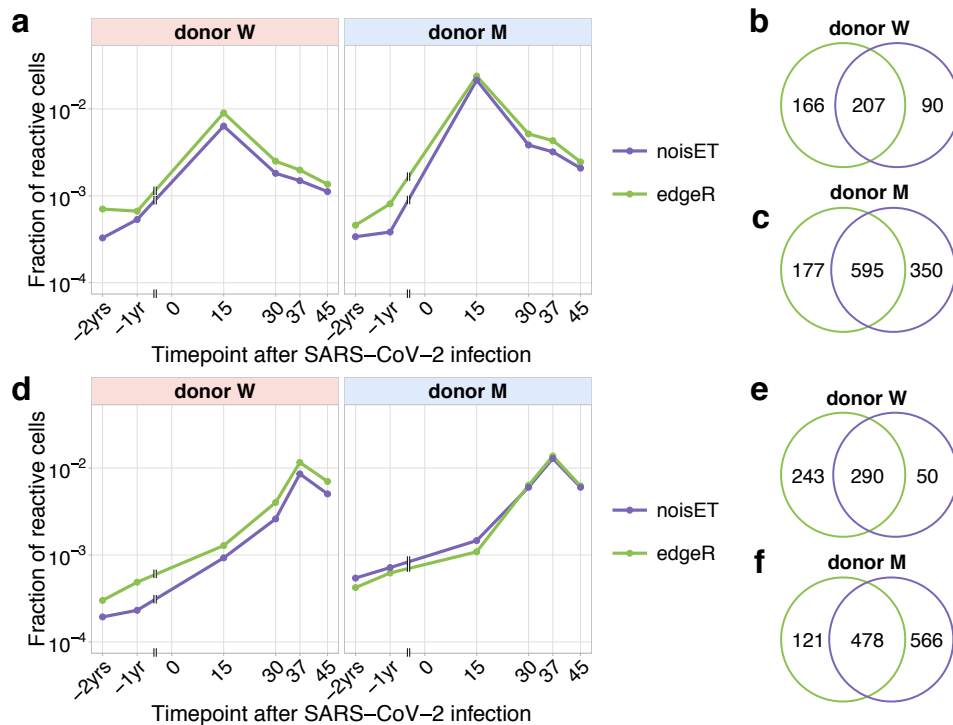 a
donor W
donor M
Fraction of reactive cells
10−2
10−3
10−4
−2yrs
−1yr
0
15
30
37
45
−2yrs
−1yr
0
15
30
37
45
Timepoint after SARS−CoV−2 infection
noisET
edgeR
b
donor W
166
207
90
c
donor M
177
595
350
d
donor W
donor M
Fraction of reactive cells
10−2
10−3
10−4
−2yrs
−1yr
0
15
30
37
45
−2yrs
−1yr
0
15
30
37
45
Timepoint after SARS−CoV−2 infection
noisET
edgeR
e
donor W
243
290
50
f
donor M
121
478
566